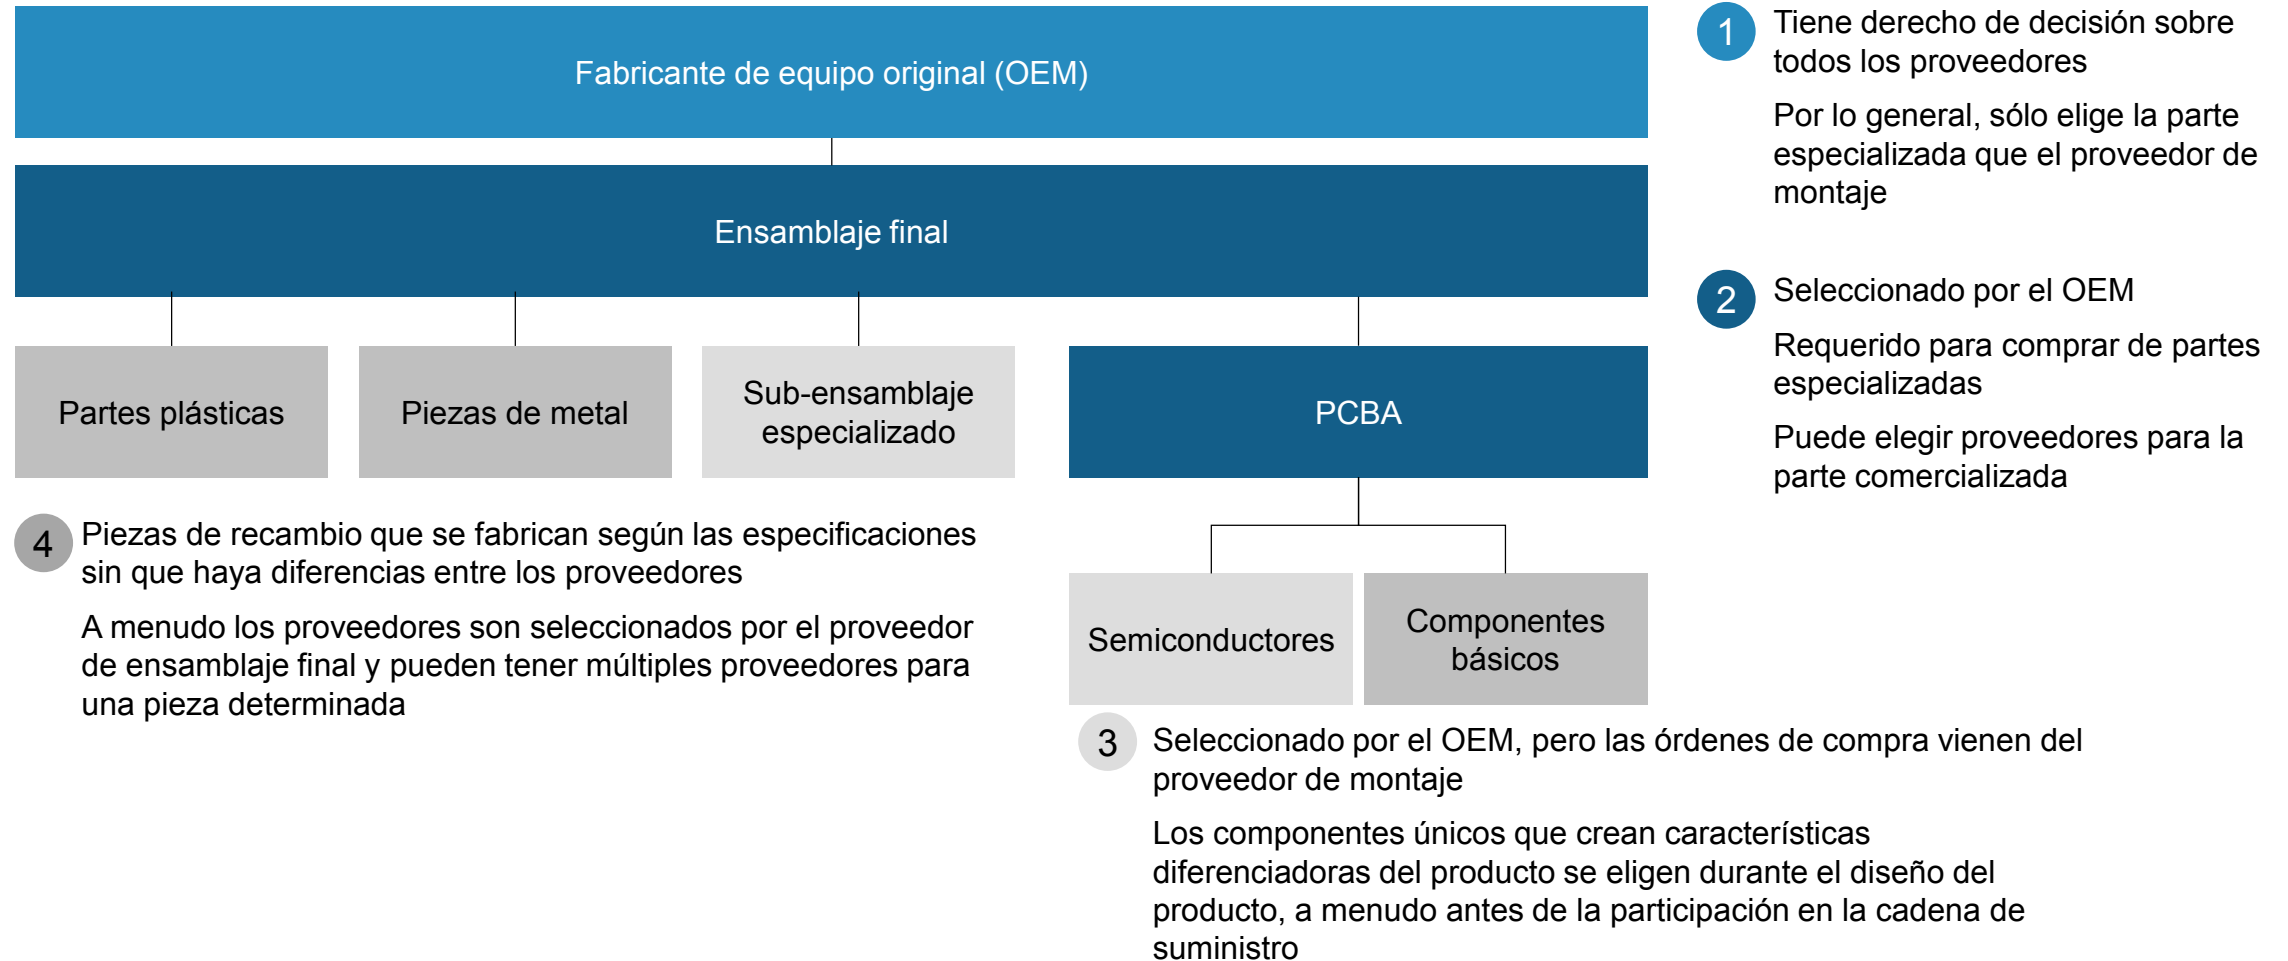 Fabricante de equipo original (OEM)
Ensamblaje final
Partes plásticas
Piezas de metal
Sub-ensamblaje
especializado
PCBA
Semiconductores
Componentes
básicos
1
Tiene derecho de decisión sobre
todos los proveedores
Por lo general, sólo elige la parte
especializada que el proveedor de
montaje
2
Seleccionado por el OEM
Requerido para comprar de partes
especializadas
Puede elegir proveedores para la
parte comercializada
4
Piezas de recambio que se fabrican según las especificaciones
sin que haya diferencias entre los proveedores
A menudo los proveedores son seleccionados por el proveedor
de ensamblaje final y pueden tener múltiples proveedores para
una pieza determinada
3
Seleccionado por el OEM, pero las órdenes de compra vienen del
proveedor de montaje
Los componentes únicos que crean características
diferenciadoras del producto se eligen durante el diseño del
producto, a menudo antes de la participación en la cadena de
suministro